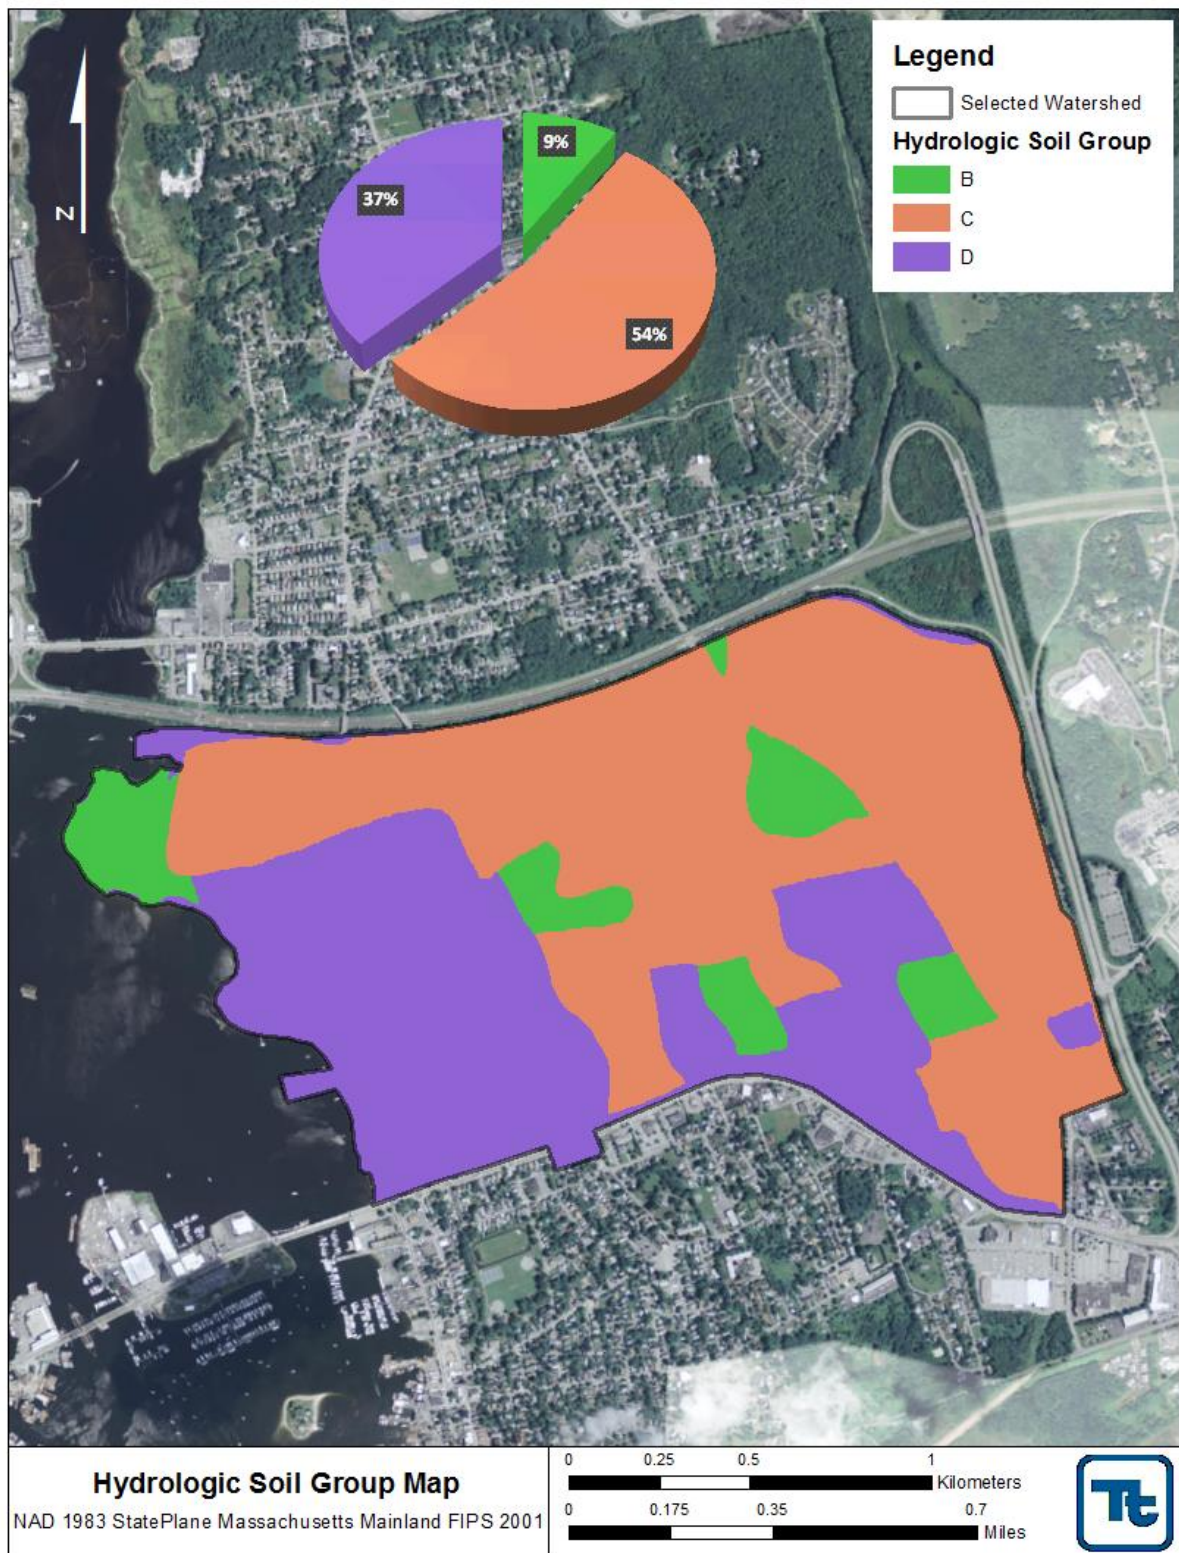 Legend
Selected Watershed
Hydrologic Soil Group
B
C
D
9%
37%
54%
Z
Hydrologic Soil Group Map
NAD 1983 StatePlane Massachusetts Mainland FIPS 2001
0 0.25 0.5 1
Kilometers
0 0.175 0.35 0.7
Miles
Tt